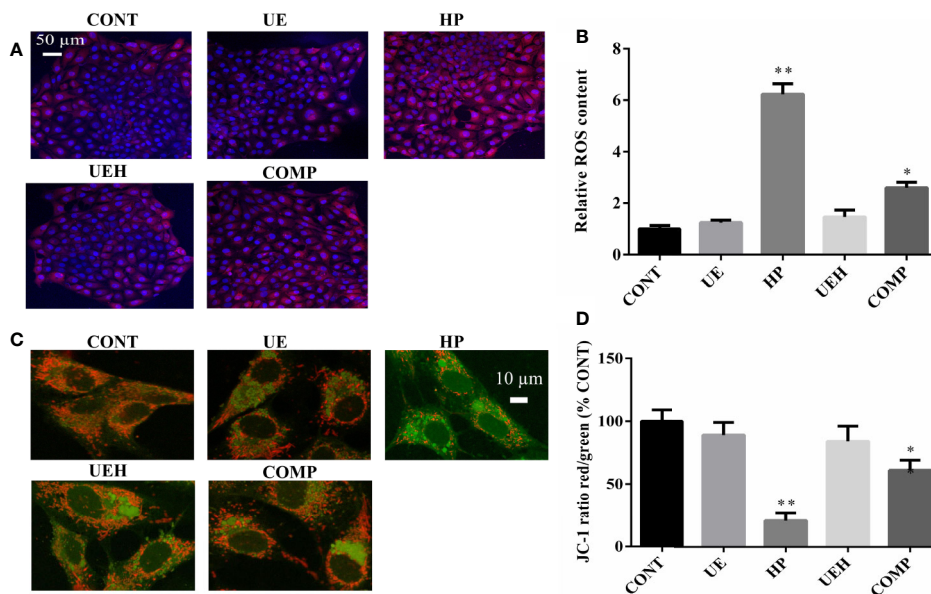 A
CONT
UE
HP
50 μm
UEH
COMP
B
Relative ROS content
8
6
4
2
0
**
*
CONT
UE
HP
UEH
COMP
C
CONT
UE
HP
10 μm
UEH
COMP
D
JC-1 ratio red/green (% CONT)
150
100
50
0
**
*
*
CONT
UE
HP
UEH
COMP